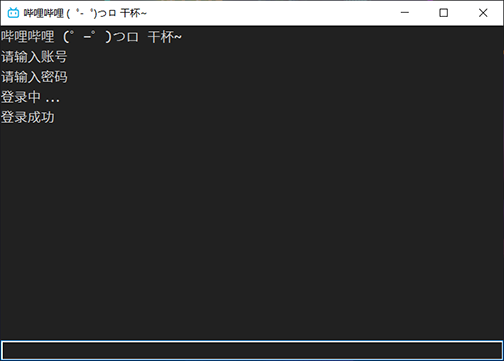 哔哩哔哩 (゜-゜)つロ 干杯~
哔哩哔哩 (゜-゜)つロ 干杯~
请输入账号
请输入密码
登录中 ...
登录成功